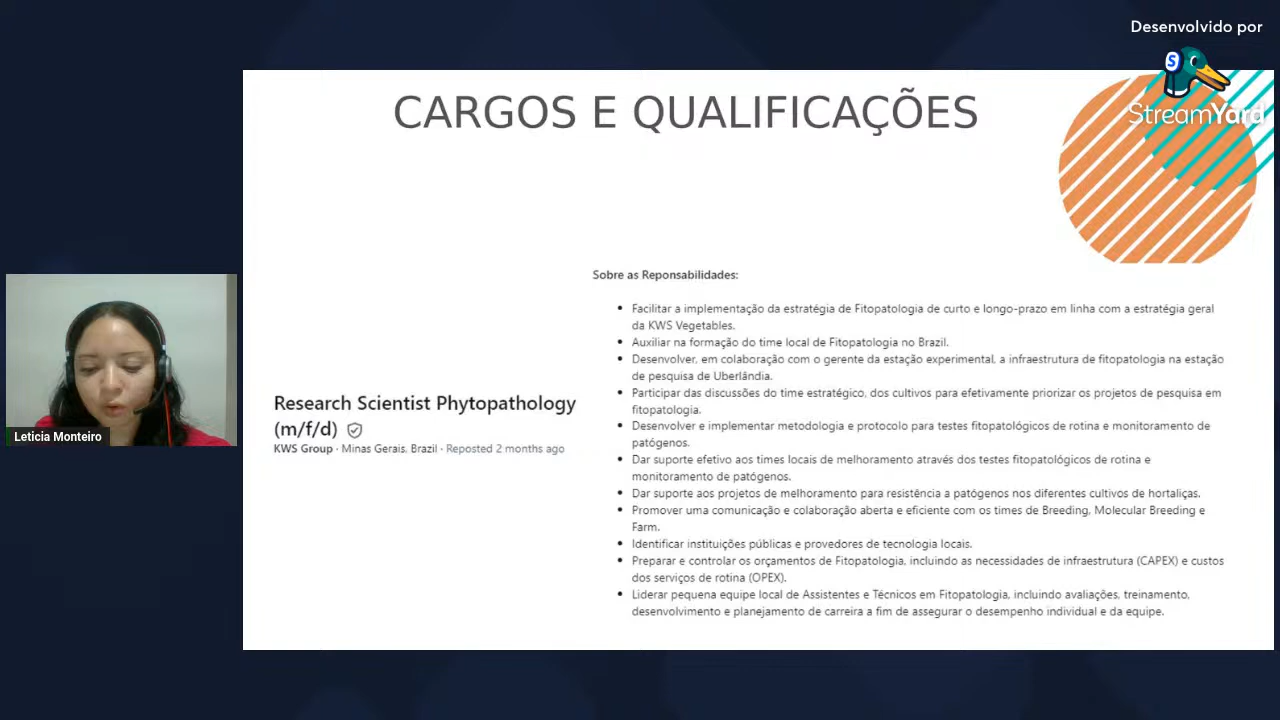 Desenvolvido por
S
StreamYard
CARGOS E QUALIFICAÇÕES
Sobre as Reponsabilidades:
• Facilitar a implementação da estratégia de Fitopatologia de curto e longo-prazo em linha com a estratégia geral
da KWS Vegetables.
• Auxiliar na formação do time local de Fitopatologia no Brazil.
• Desenvolver, em colaboração com o gerente da estação experimental, a infraestrutura de fitopatologia na estação
de pesquisa de Uberlândia.
• Participar das discussões do time estratégico, dos cultivos para efetivamente priorizar os projetos de pesquisa em
fitopatologia.
• Desenvolver e implementar metodologia e protocolo para testes fitopatológicos de rotina e monitoramento de
patógenos.
• Dar suporte efetivo aos times locais de melhoramento através dos testes fitopatológicos de rotina e
monitoramento de patógenos.
• Dar suporte aos projetos de melhoramento para resistência a patógenos nos diferentes cultivos de hortaliças.
• Promover uma comunicação e colaboração aberta e eficiente com os times de Breeding, Molecular Breeding e
Farm.
• Identificar instituições públicas e provedores de tecnologia locais.
• Preparar e controlar os orçamentos de Fitopatologia, incluindo as necessidades de infraestrutura (CAPEX) e custos
dos serviços de rotina (OPEX).
• Liderar pequena equipe local de Assistentes e Técnicos em Fitopatologia, incluindo avaliações, treinamento,
desenvolvimento e planejamento de carreira a fim de assegurar o desempenho individual e da equipe.
Research Scientist Phytopathology
(m/f/d)
KWS Group · Minas Gerais, Brazil · Reposted 2 months ago
Leticia Monteiro